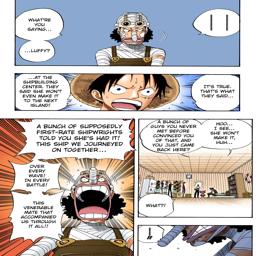 WHAT'RE
YOU
SAYING...
...LUFFY?
!!
...AT THE
SHIPBUILDING
CENTER. THEY
SAID SHE WON'T
EVEN MAKE IT
TO THE NEXT
ISLAND!
IT'S TRUE.
THAT'S WHAT
THEY SAID...
A BUNCH OF SUPPOSEDLY
FIRST-RATE SHIPWRIGHTS
TOLD YOU SHE'S HAD IT!
THIS SHIP WE JOURNEYED
ON TOGETHER...
OVER
EVERY
WAVE!
IN EVERY
BATTLE!
THIS
VENERABLE
MATE THAT
ACCOMPANIED
US THROUGH
IT ALL!!
HUH...
I SEE...
SHE WON'T
MAKE IT,
HUH...
A BUNCH OF
GUYS YOU NEVER
MET BEFORE
CONVINCED
YOU OF THAT,
AND YOU
JUST CAME
BACK HERE?
WHAT?!